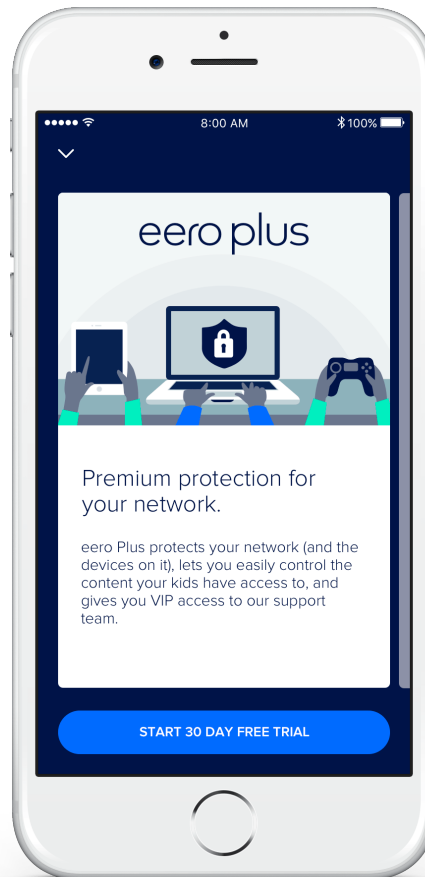 8:00 AM
100%
eero plus
Premium protection for
your network.
eero Plus protects your network (and the
devices on it), lets you easily control the
content your kids have access to, and
gives you VIP access to our support
team.
START 30 DAY FREE TRIAL